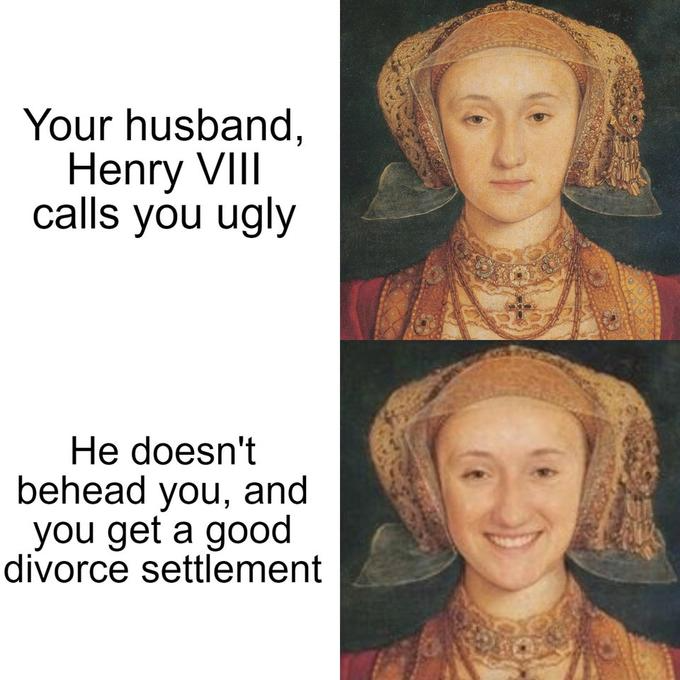 Your husband,
Henry VIII
calls you ugly
He doesn't
behead you, and
you get a good
divorce settlement